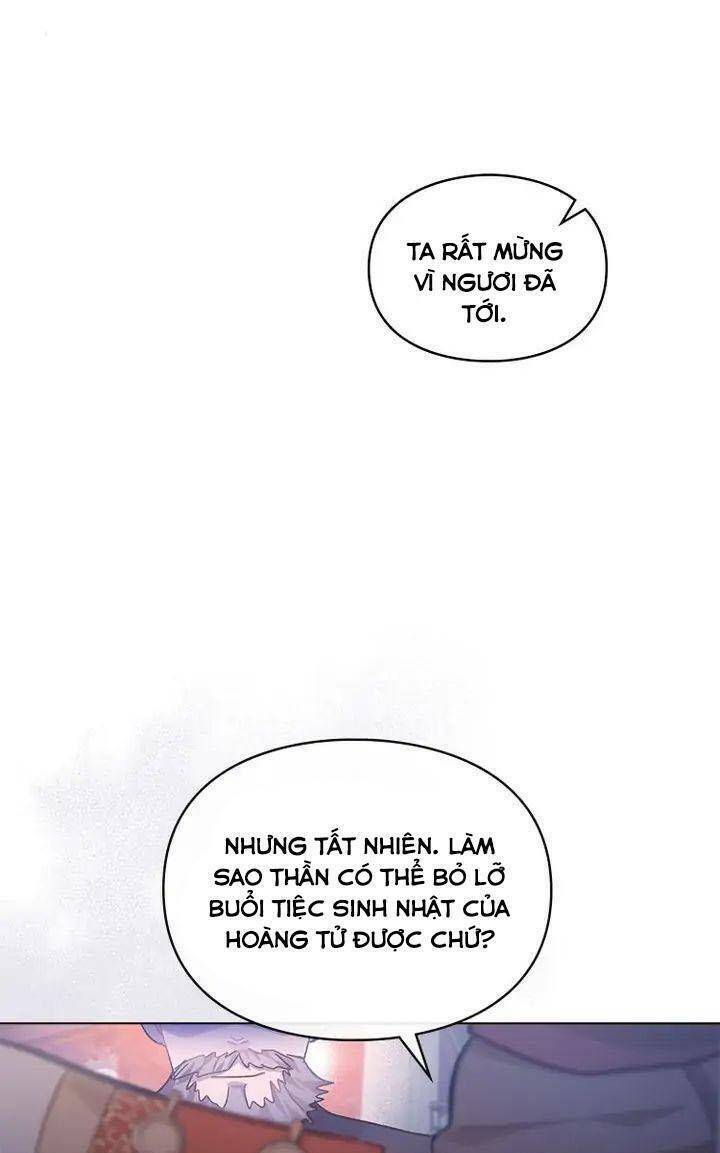 TA RẤT MỪNG
VÌ NGƯƠI ĐÃ
TỚI.
NHƯNG TẤT NHIÊN. LÀM
SAO THẦN CÓ THỂ BỎ LỠ
BUỔI TIỆC SINH NHẬT CỦA
HOÀNG TỬ ĐƯỢC CHỨ?